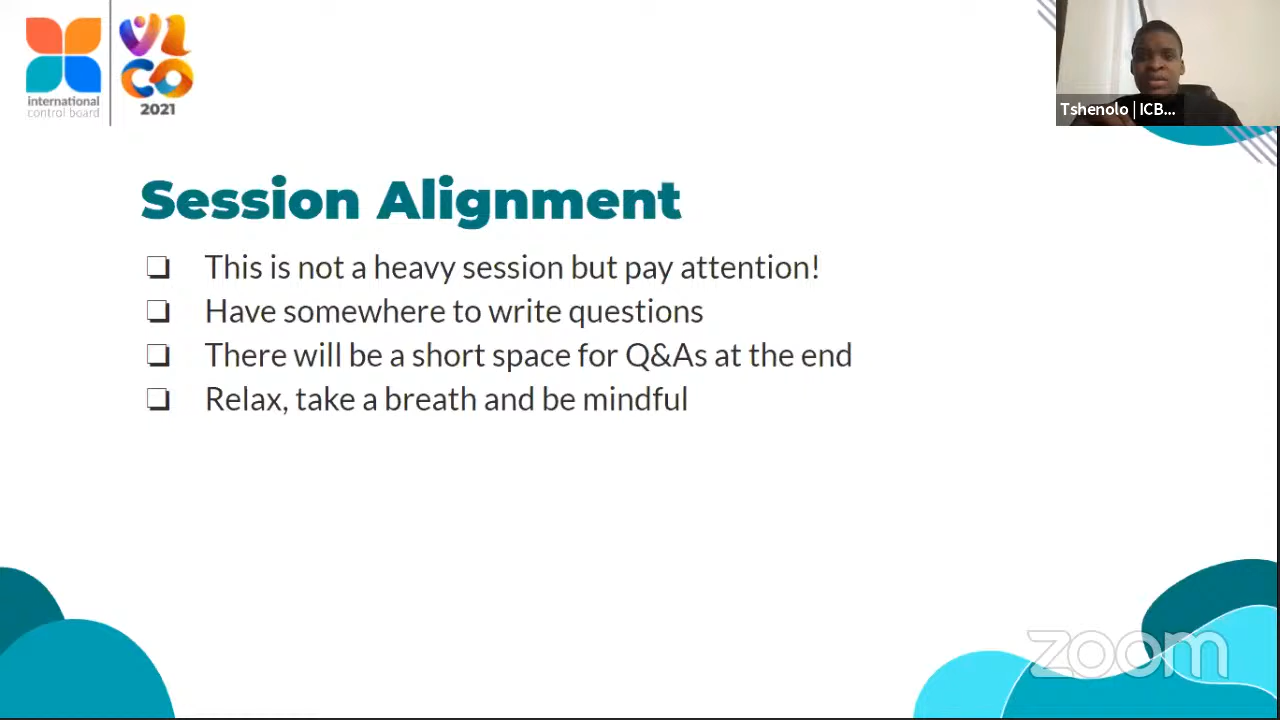 international
control board
VICO
2021
Tshenolo | ICB...
Session Alignment
This is not a heavy session but pay attention!
Have somewhere to write questions
There will be a short space for Q&As at the end
Relax, take a breath and be mindful
zoom